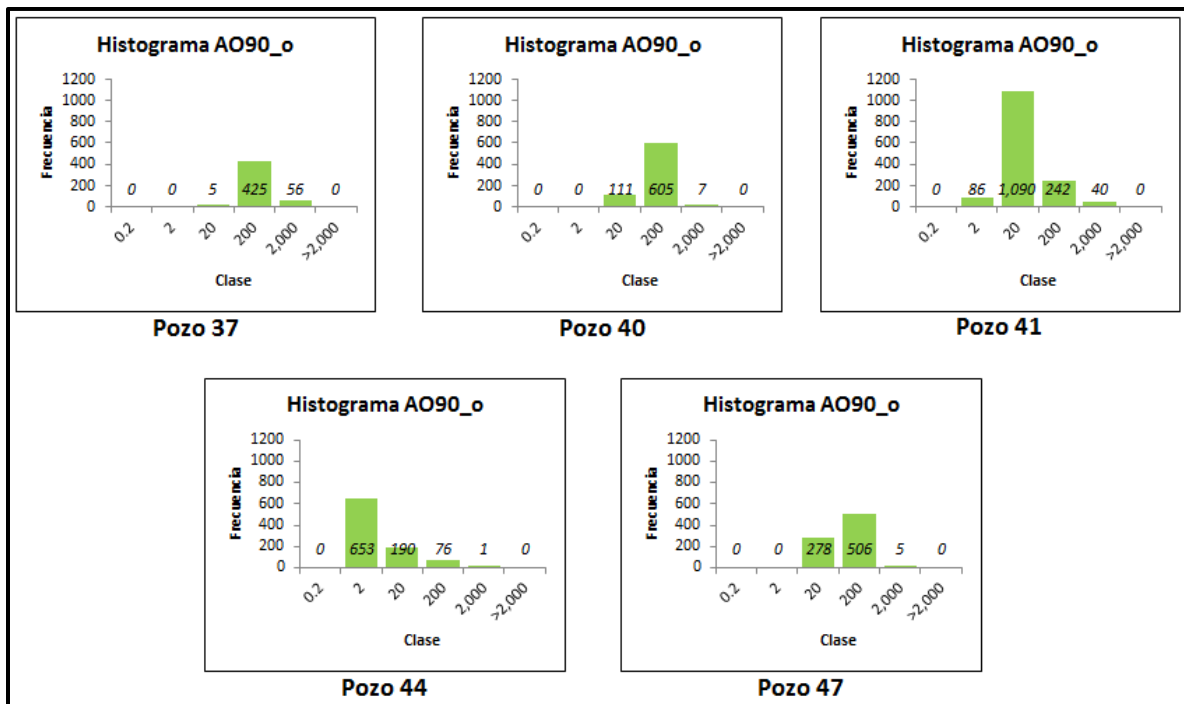 Histograma AO90_o
Frecuencia
1200
1000
800
600
400
200
0
0 0 5 425 56 0
0.2 2 20 200 2,000 >2,000
Clase
Pozo 37
Histograma AO90_o
Frecuencia
1200
1000
800
600
400
200
0
0 0 111 605 7 0
0.2 2 20 200 2,000 >2,000
Clase
Pozo 40
Histograma AO90_o
Frecuencia
1200
1000
800
600
400
200
0
0 86 1,090 242 40 0
0.2 2 20 200 2,000 >2,000
Clase
Pozo 41
Histograma AO90_o
Frecuencia
1200
1000
800
600
400
200
0
0 653 190 76 1 0
0.2 2 20 200 2,000 >2,000
Clase
Pozo 44
Histograma AO90_o
Frecuencia
1200
1000
800
600
400
200
0
0 0 278 506 5 0
0.2 2 20 200 2,000 >2,000
Clase
Pozo 47